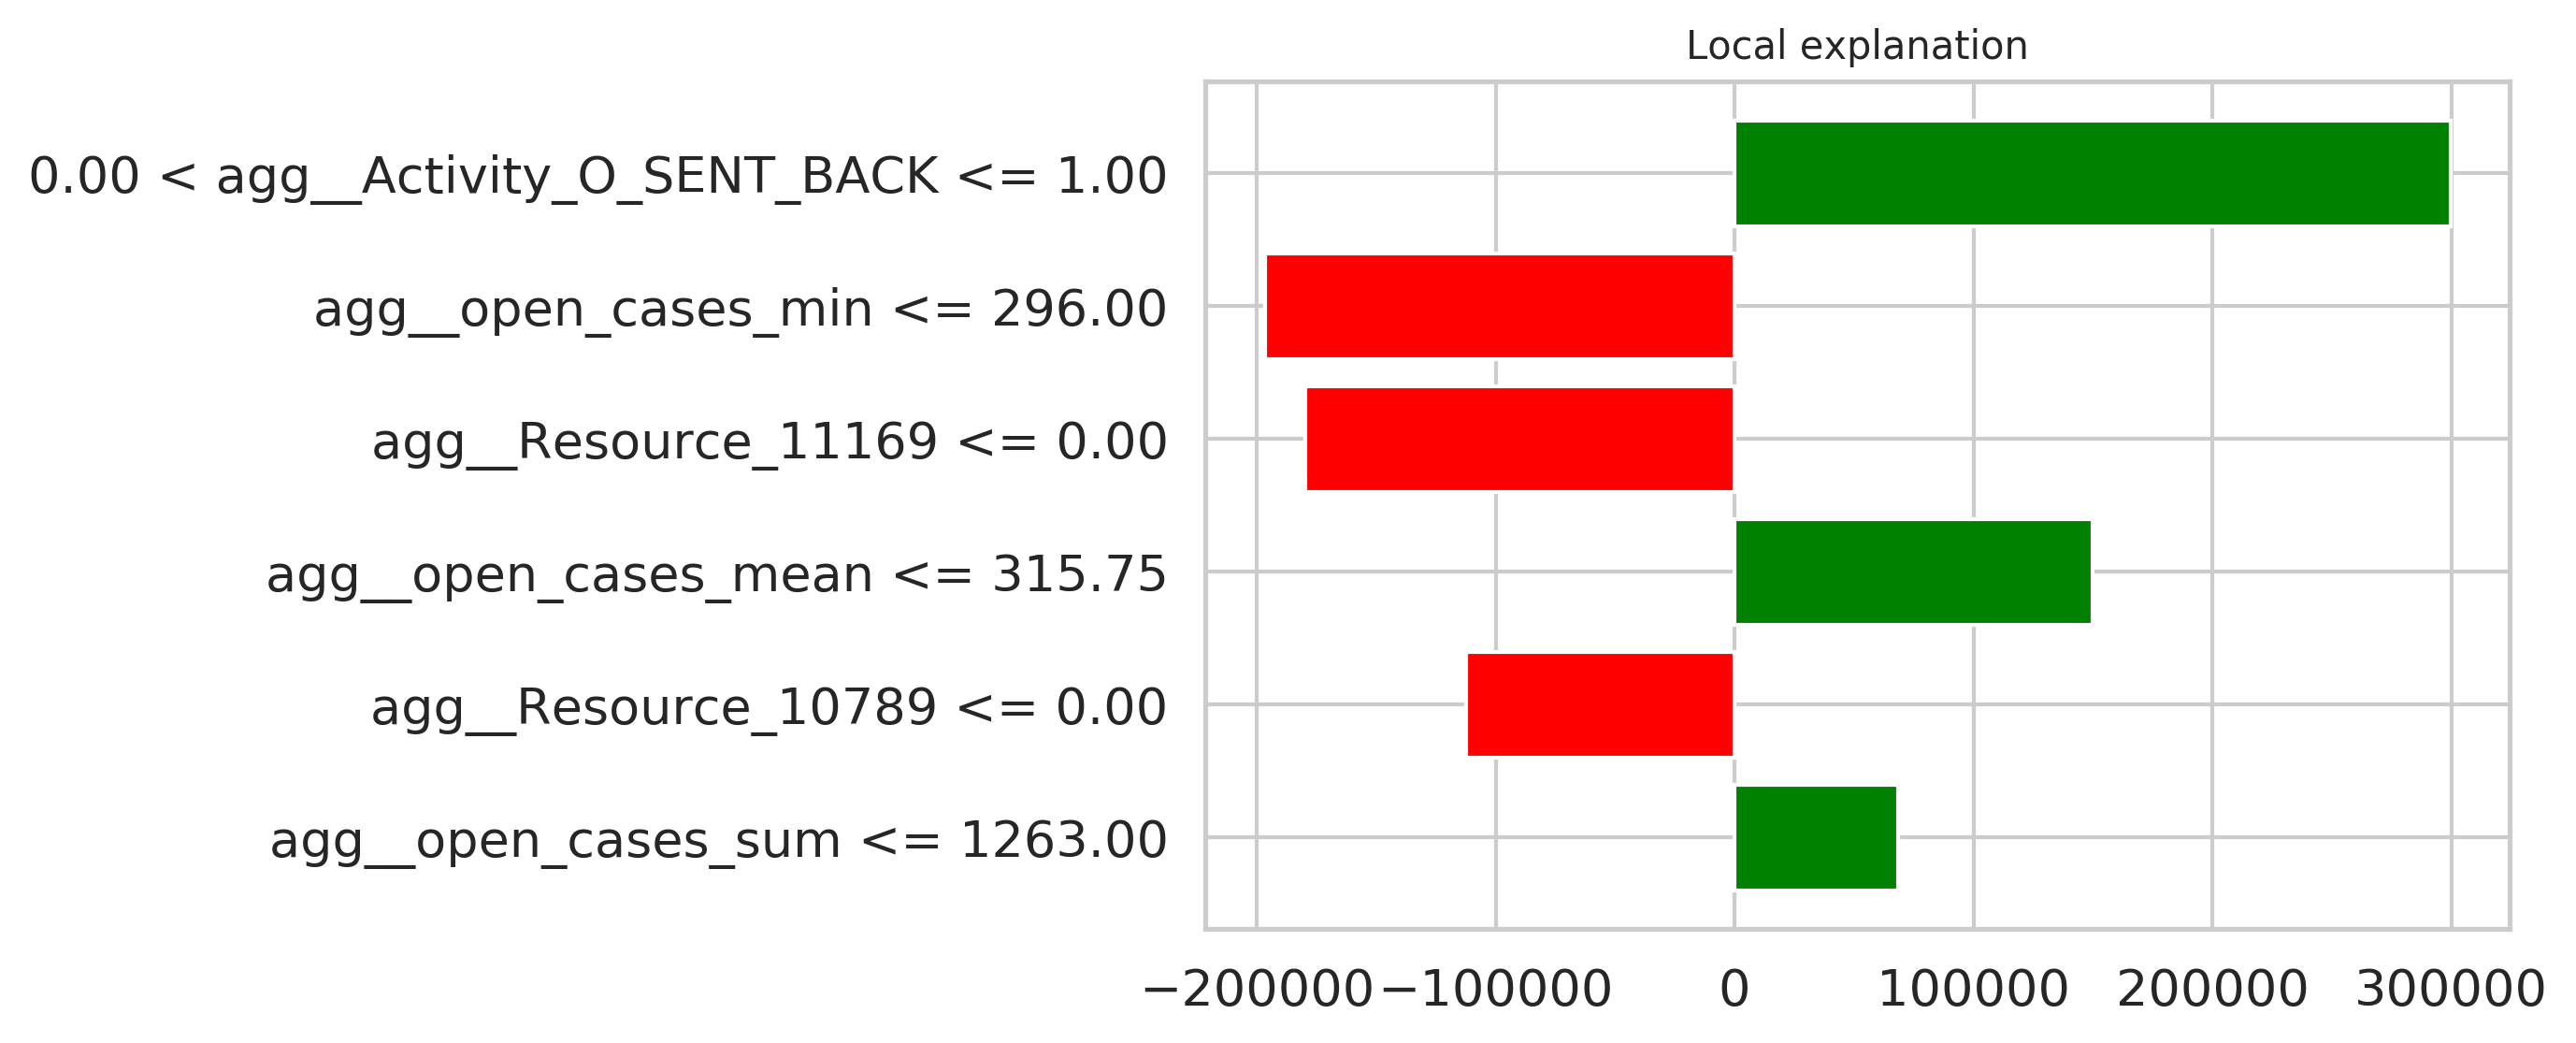 Local explanation
0.00 < agg__Activity_O_SENT_BACK <= 1.00
agg__open_cases_min <= 296.00
agg__Resource_11169 <= 0.00
agg__open_cases_mean <= 315.75
agg__Resource_10789 <= 0.00
agg__open_cases_sum <= 1263.00
−200000 −100000 0 100000 200000 300000